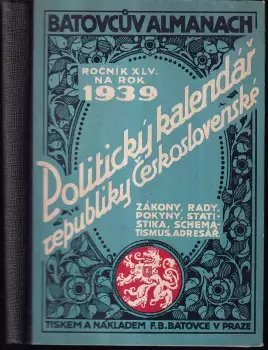 BATOVCŮV ALMANACH
ROČNÍK XLV.
NA ROK
1939
Politický kalendář
republiky Československé
ZÁKONY, RADY,
POKYNY, STATI-
STIKA, SCHEMA-
TISMUS, ADRESÁŘ.
TISKEM A NÁKLADEM F. B. BATOVCE V PRAZE